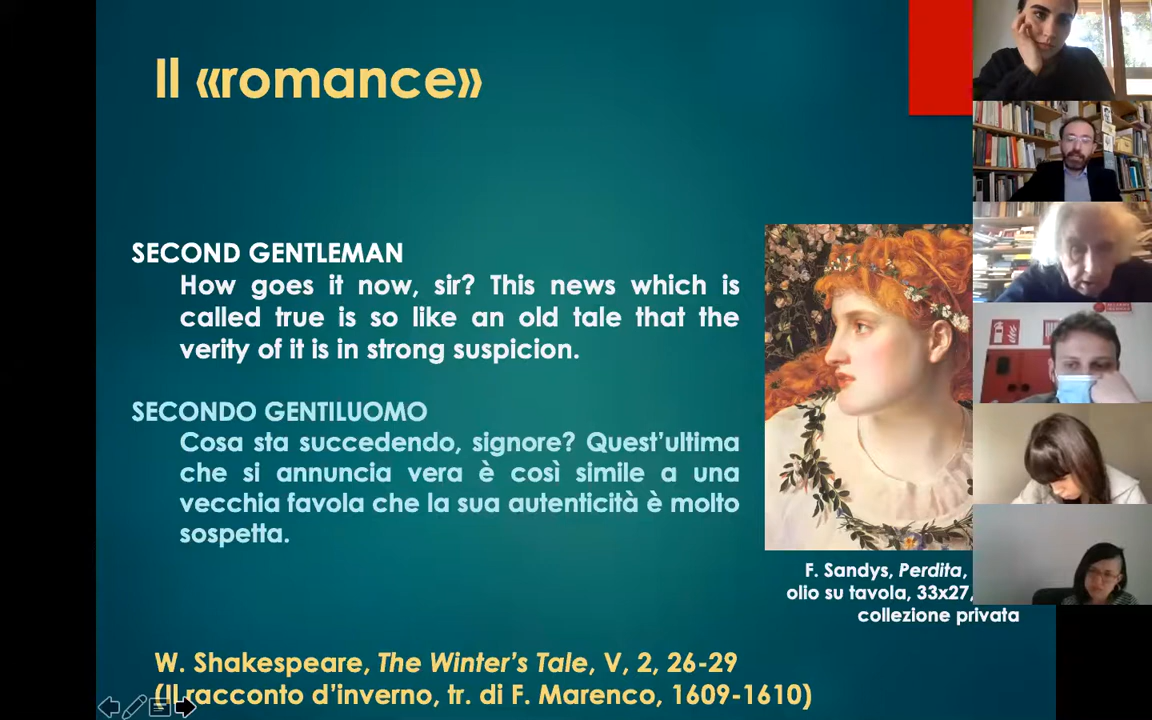 Il «romance»
SECOND GENTLEMAN
How goes it now, sir? This news which is
called true is so like an old tale that the
verity of it is in strong suspicion.
SECONDO GENTILUOMO
Cosa sta succedendo, signore? Quest’ultima
che si annuncia vera è così simile a una
vecchia favola che la sua autenticità è molto
sospetta.
F. Sandys, Perdita,
olio su tavola, 33x27,
collezione privata
W. Shakespeare, The Winter’s Tale, V, 2, 26-29
(Il racconto d’inverno, tr. di F. Marenco, 1609-1610)